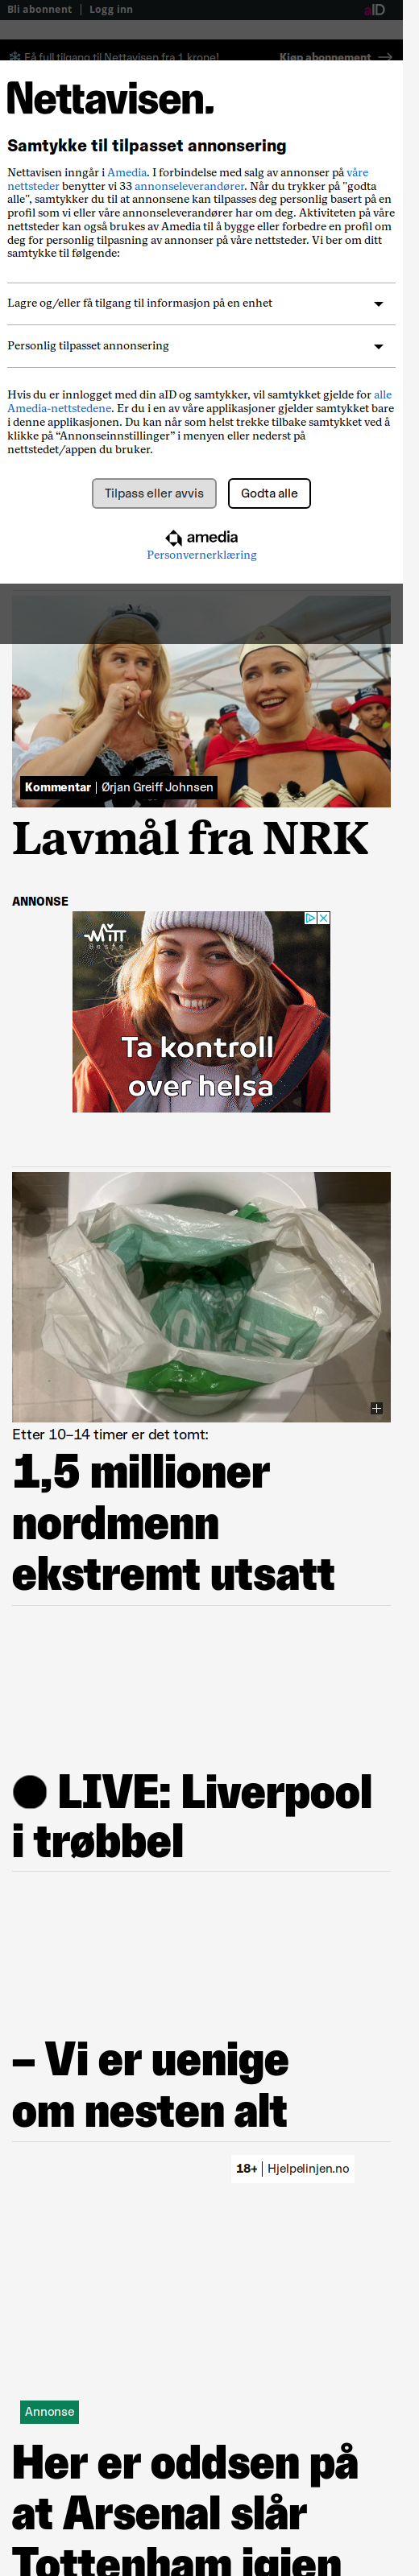 Bli abonnent | Logg inn
aID
Få full tilgang til Nettavisen fra 1 krone!
Kjøp abonnement
Nettavisen.
Samtykke til tilpasset annonsering
Nettavisen inngår i Amedia. I forbindelse med salg av annonser på våre
nettsteder benytter vi 33 annonseleverandører. Når du trykker på "godta
alle", samtykker du til at annonsene kan tilpasses deg personlig basert på en
profil som vi eller våre annonseleverandører har om deg. Aktiviteten på våre
nettsteder kan også brukes av Amedia til å bygge eller forbedre en profil om
deg for personlig tilpasning av annonser på våre nettsteder. Vi ber om ditt
samtykke til følgende:
Lagre og/eller få tilgang til informasjon på en enhet
Personlig tilpasset annonsering
Hvis du er innlogget med din aID og samtykker, vil samtykket gjelde for alle
Amedia-nettstedene. Er du i en av våre applikasjoner gjelder samtykket bare
i denne applikasjonen. Du kan når som helst trekke tilbake samtykket ved å
klikke på “Annonseinnstillinger” i menyen eller nederst på
nettstedet/appen du bruker.
Tilpass eller avvis
Godta alle
amedia
Personvernerklæring
Kommentar | Ørjan Greiff Johnsen
Lavmål fra NRK
ANNONSE
Mitt
Beste
Ta kontroll
over helsa
Etter 10–14 timer er det tomt:
1,5 millioner
nordmenn
ekstremt utsatt
LIVE: Liverpool
i trøbbel
– Vi er uenige
om nesten alt
18+ | Hjelpelinjen.no
Annonse
Her er oddsen på
at Arsenal slår
Tottenham igjen